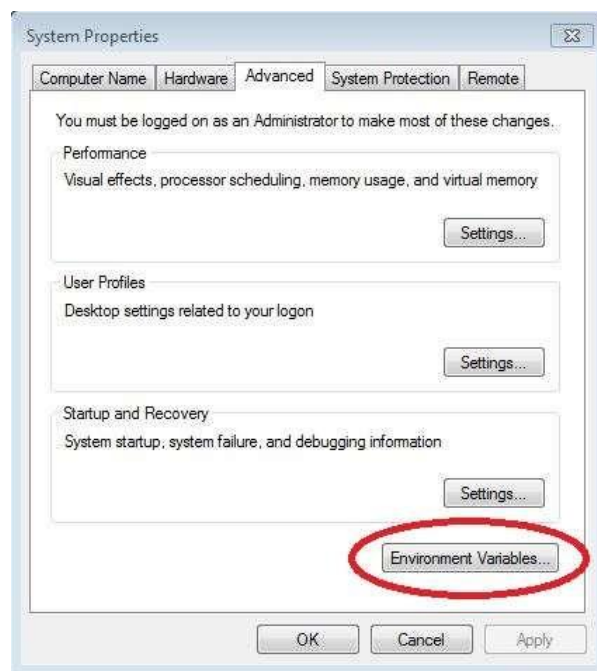 System Properties
Computer Name Hardware Advanced System Protection Remote
You must be logged on as an Administrator to make most of these changes.
Performance
Visual effects, processor scheduling, memory usage, and virtual memory
Settings...
User Profiles
Desktop settings related to your logon
Settings...
Startup and Recovery
System startup, system failure, and debugging information
Settings...
Environment Variables...
OK Cancel Apply